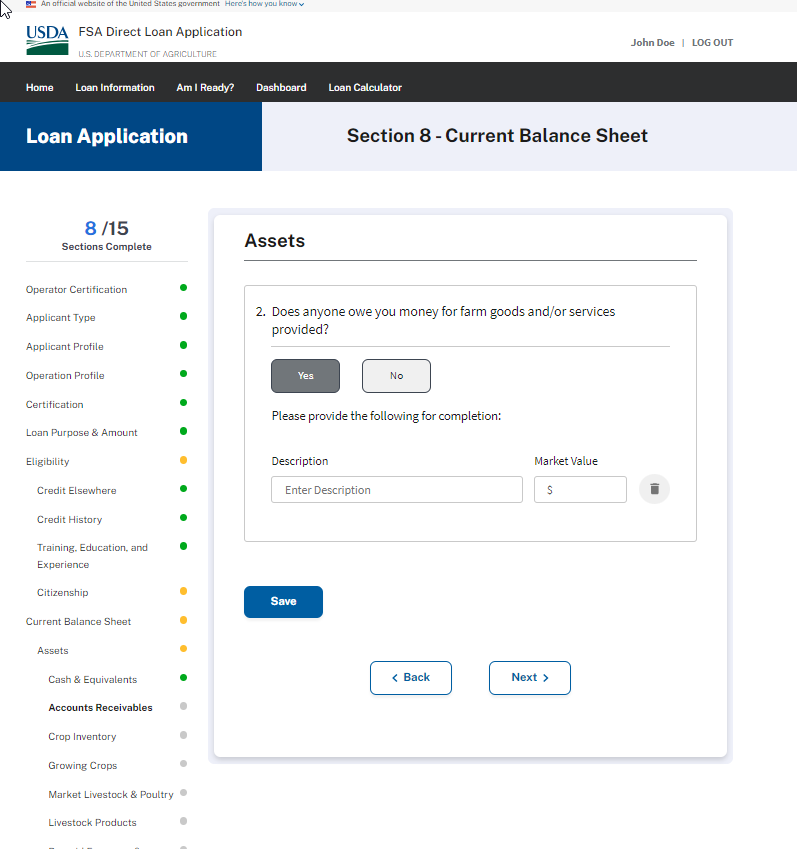 An official website of the United States government Here's how you know
USDA
FSA Direct Loan Application
U.S. DEPARTMENT OF AGRICULTURE
John Doe | LOG OUT
Home Loan Information Am I Ready? Dashboard Loan Calculator
Loan Application
Section 8 - Current Balance Sheet
8 /15
Sections Complete
Operator Certification
Applicant Type
Applicant Profile
Operation Profile
Certification
Loan Purpose & Amount
Eligibility
Credit Elsewhere
Credit History
Training, Education, and
Experience
Citizenship
Current Balance Sheet
Assets
Cash & Equivalents
Accounts Receivables
Crop Inventory
Growing Crops
Market Livestock & Poultry
Livestock Products
Assets
2. Does anyone owe you money for farm goods and/or services
provided?
Yes No
Please provide the following for completion:
Description Market Value
Enter Description $
Save
< Back Next >